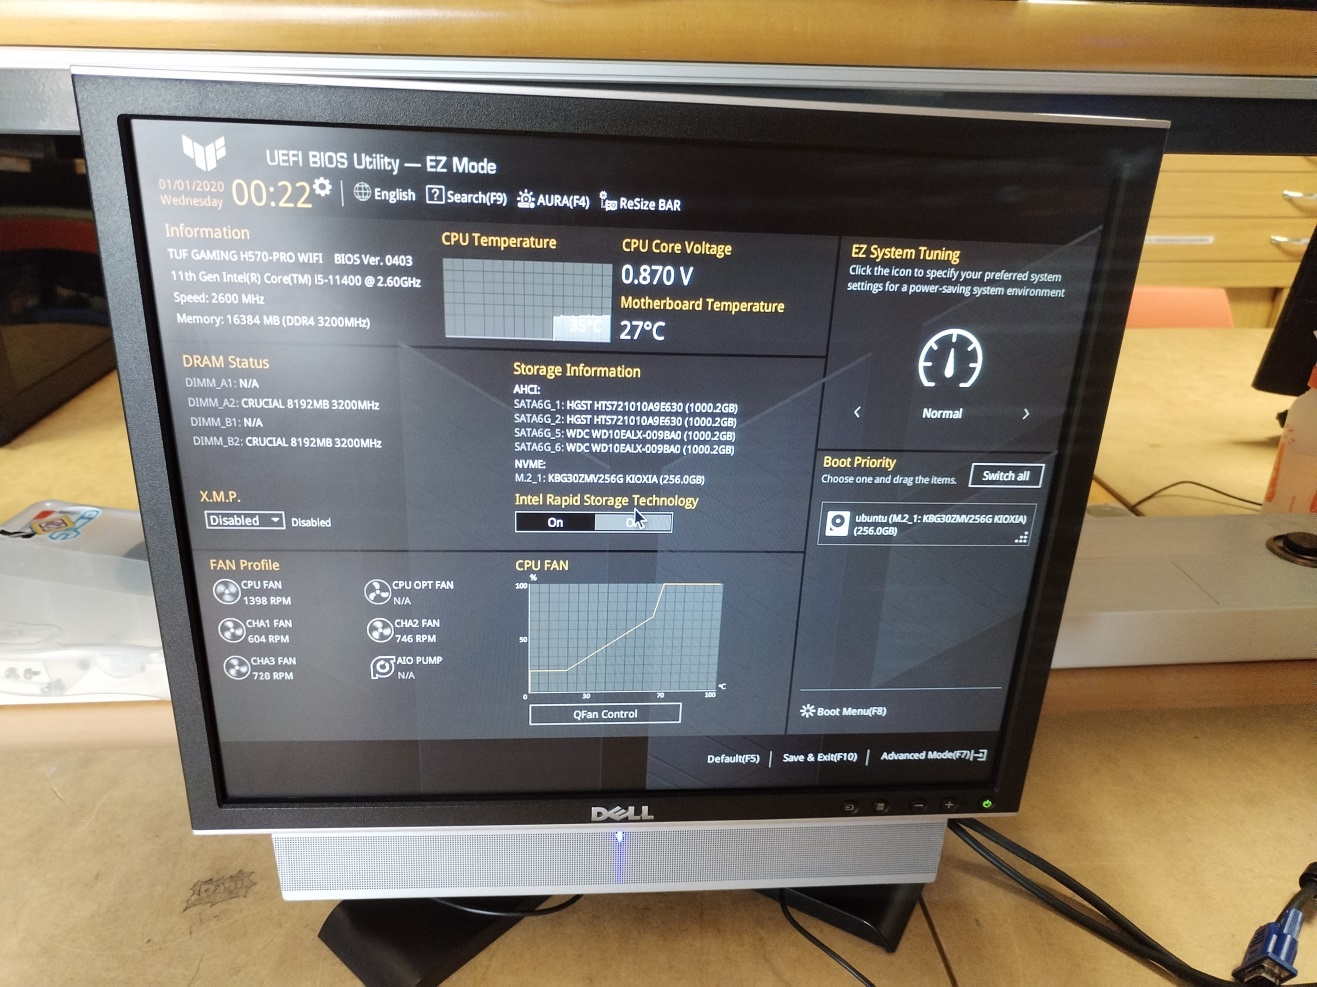 UEFI BIOS Utility — EZ Mode
01/01/2020
Wednesday
00:22
English
Search(F9)
AURA(F4)
ReSize BAR
Information
TUF GAMING H570-PRO WIFI BIOS Ver. 0403
11th Gen Intel(R) Core(TM) i5-11400 @ 2.60GHz
Speed: 2600 MHz
Memory: 16384 MB (DDR4 3200MHz)
CPU Temperature
35°C
CPU Core Voltage
0.870 V
Motherboard Temperature
27°C
EZ System Tuning
Click the icon to specify your preferred system
settings for a power-saving system environment
Normal
DRAM Status
DIMM_A1: N/A
DIMM_A2: CRUCIAL 8192MB 3200MHz
DIMM_B1: N/A
DIMM_B2: CRUCIAL 8192MB 3200MHz
Storage Information
AHCI:
SATA6G_1: HGST HTS721010A9E630 (1000.2GB)
SATA6G_2: HGST HTS721010A9E630 (1000.2GB)
SATA6G_5: WDC WD10EALX-009BA0 (1000.2GB)
SATA6G_6: WDC WD10EALX-009BA0 (1000.2GB)
NVME:
M.2_1: KBG30ZMV256G KIOXIA (256.0GB)
Intel Rapid Storage Technology
On
X.M.P.
Disabled
Disabled
Boot Priority
Choose one and drag the items.
Switch all
ubuntu (M.2_1: KBG30ZMV256G KIOXIA)
(256.0GB)
FAN Profile
CPU FAN
1398 RPM
CPU OPT FAN
N/A
CHA1 FAN
604 RPM
CHA2 FAN
746 RPM
CHA3 FAN
720 RPM
AIO PUMP
N/A
CPU FAN
%
100
50
0
30
70
100
°C
QFan Control
Boot Menu(F8)
Default(F5)
Save & Exit(F10)
Advanced Mode(F7)
DELL